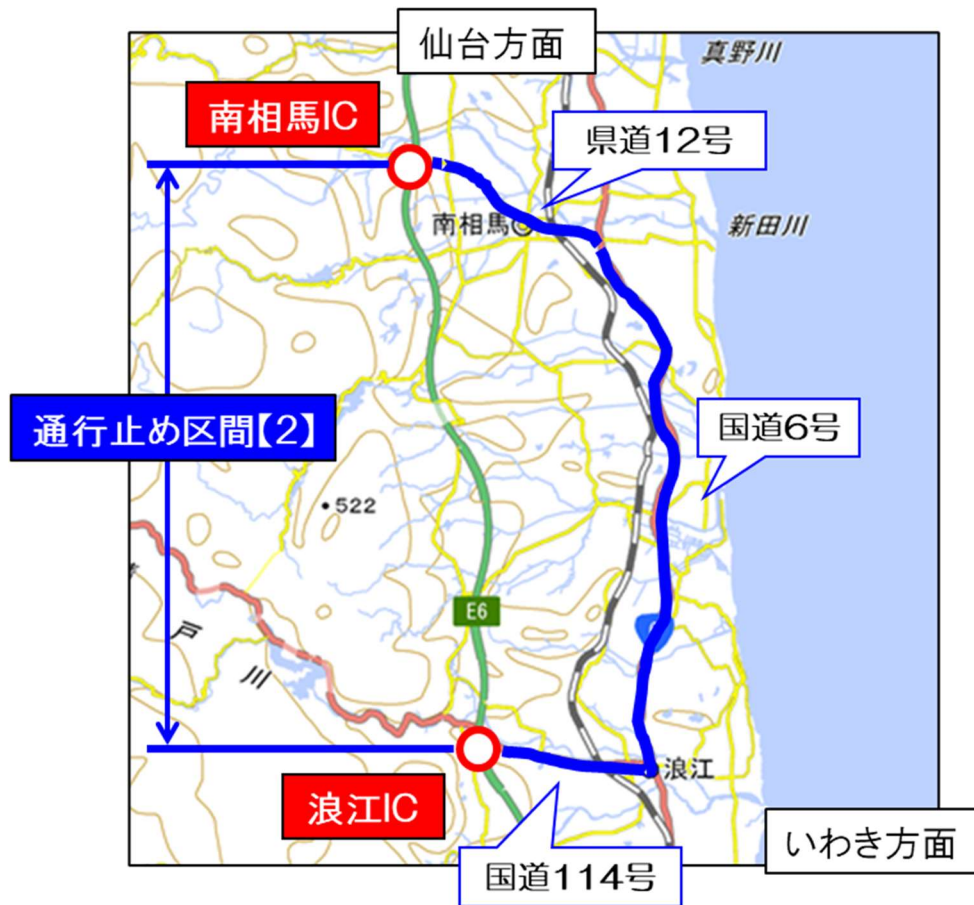 仙台方面
真野川
南相馬IC
県道12号
南相馬
新田川
通行止め区間【2】
国道6号
522
E6
戸
川
浪江
浪江IC
いわき方面
国道114号